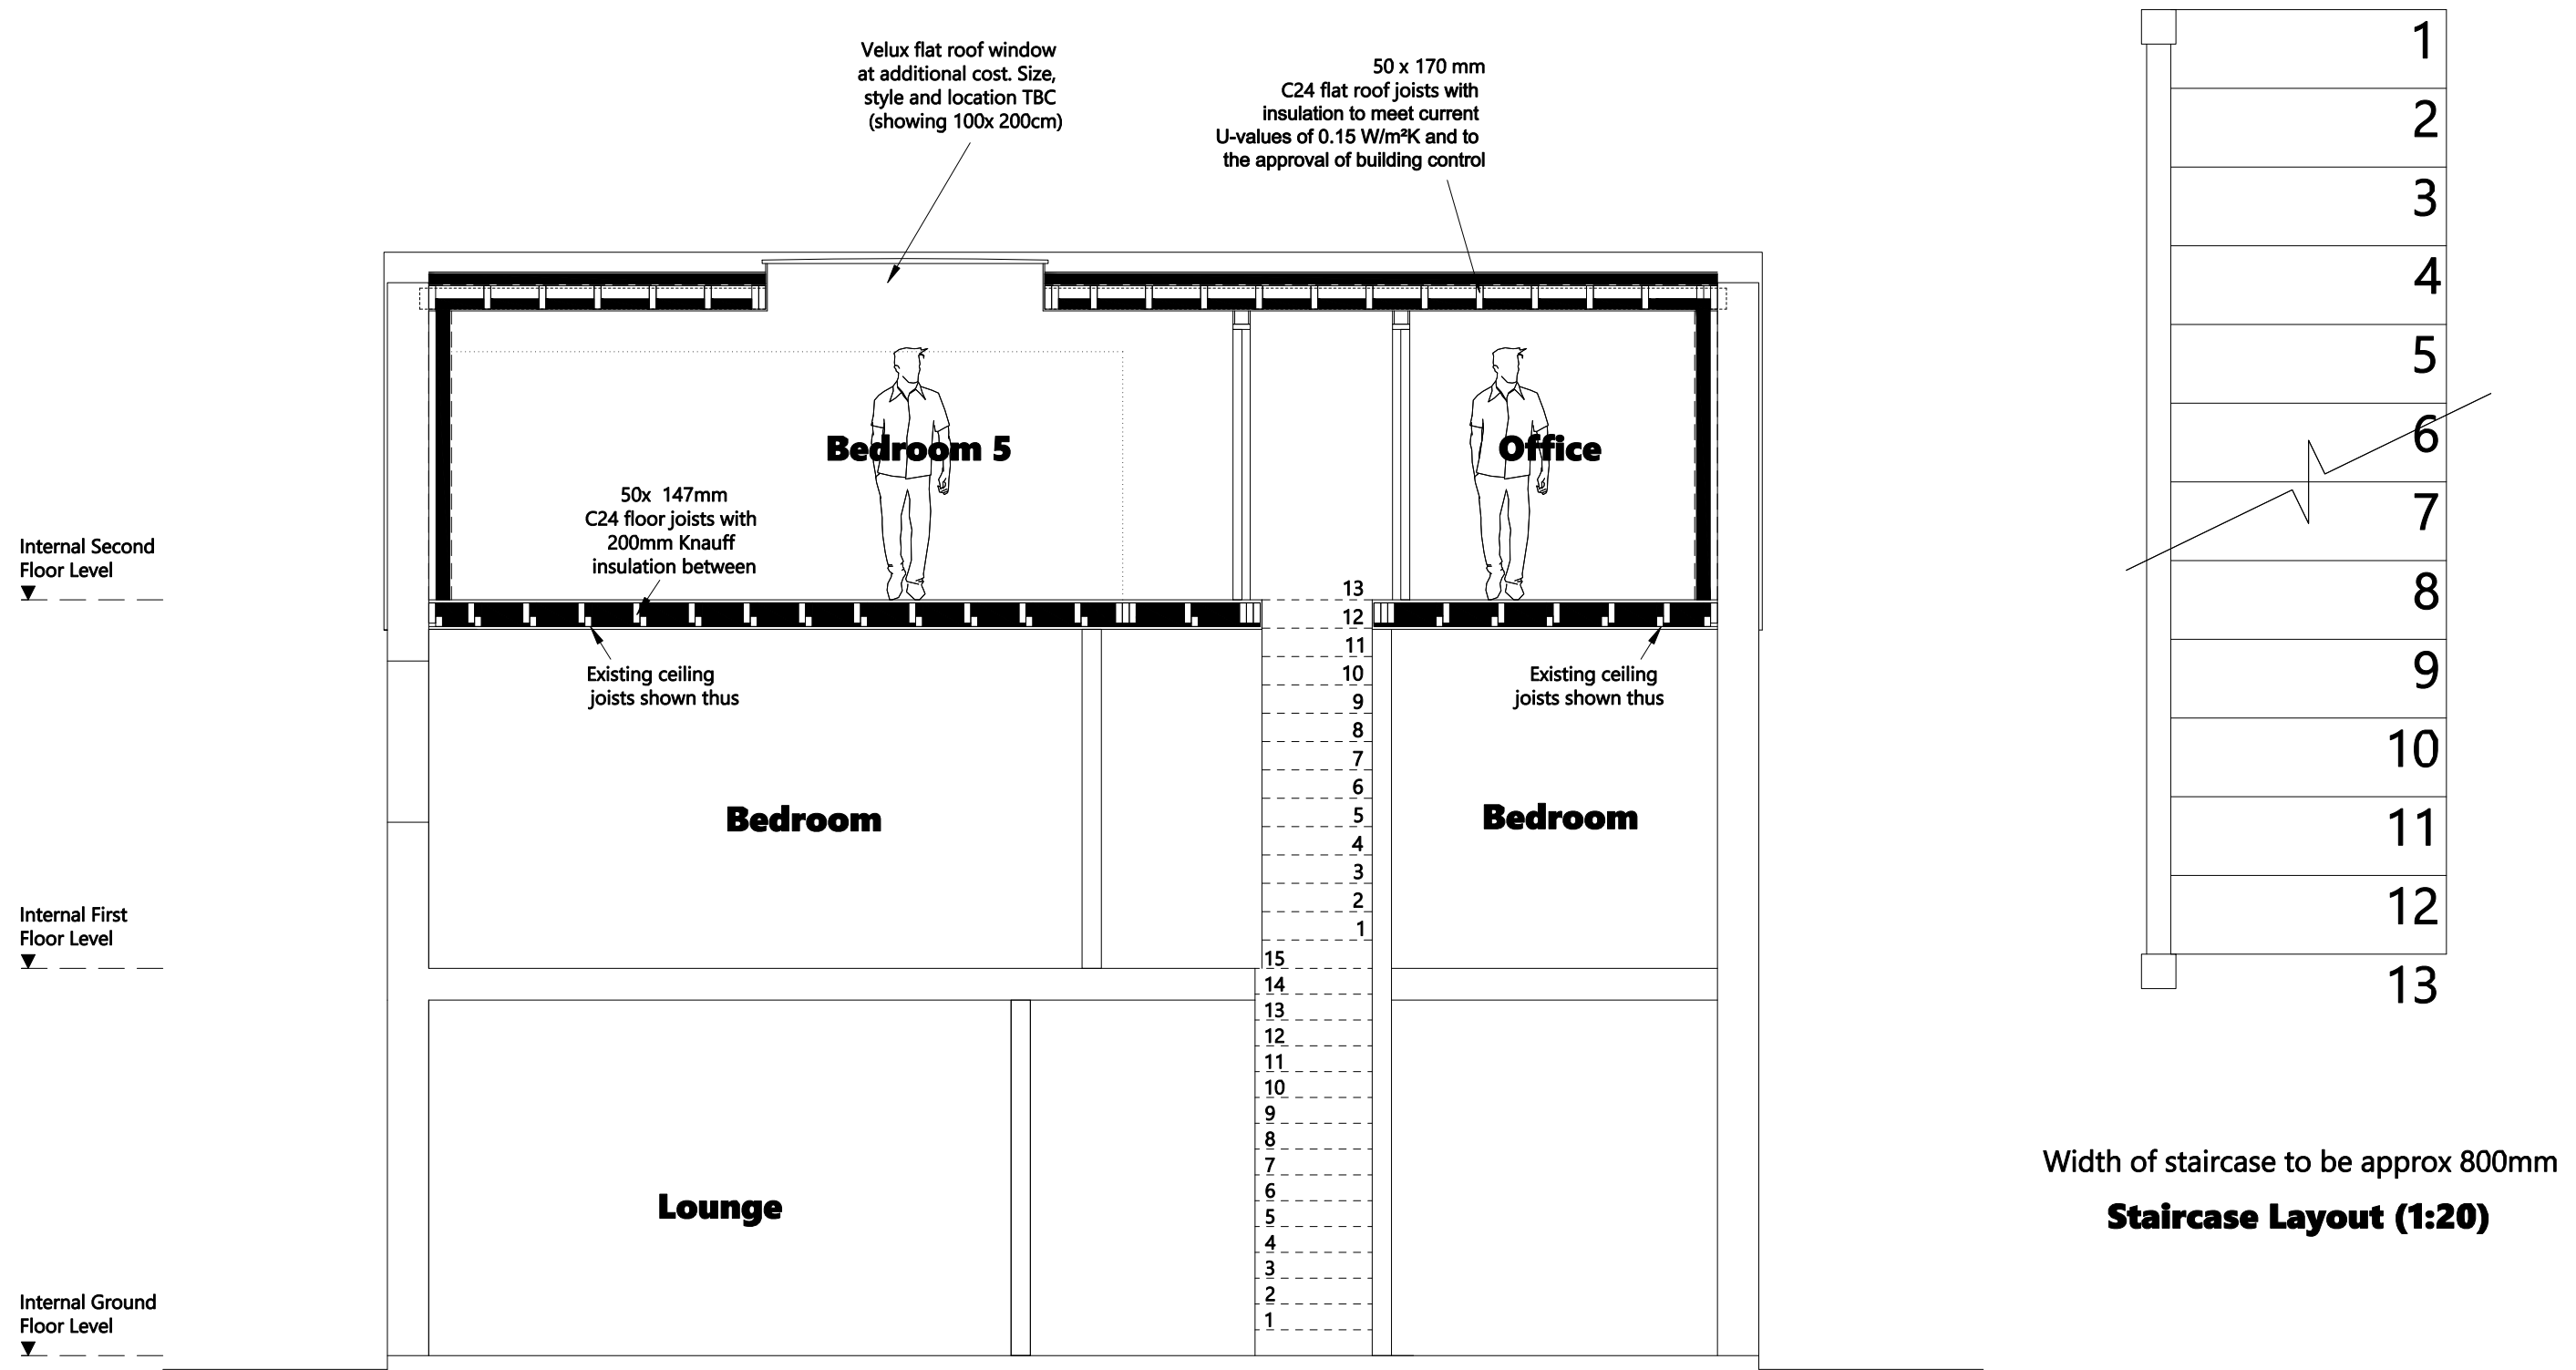 Velux flat roof window
at additional cost. Size,
style and location TBC
(showing 100x 200cm)
50 x 170 mm
C24 flat roof joists with
insulation to meet current
U-values of 0.15 W/m²K and to
the approval of building control
Bedroom 5
Office
50x 147mm
C24 floor joists with
200mm Knauff
insulation between
Internal Second
Floor Level
Existing ceiling
joists shown thus
Existing ceiling
joists shown thus
13
12
11
10
9
8
7
6
5
4
3
2
1
Bedroom
Bedroom
Internal First
Floor Level
15
14
13
12
11
10
9
8
7
6
5
4
3
2
1
Lounge
Internal Ground
Floor Level
1
2
3
4
5
6
7
8
9
10
11
12
13
Width of staircase to be approx 800mm
Staircase Layout (1:20)